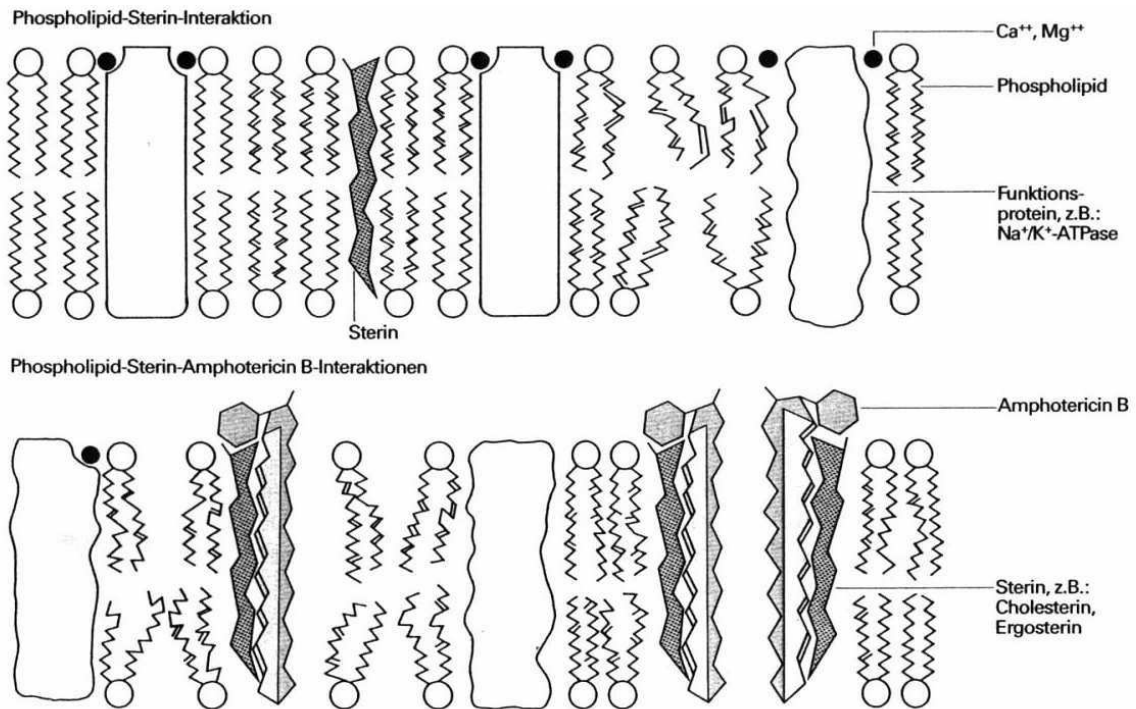 Phospholipid-Sterin-Interaktion
Ca⁺⁺, Mg⁺⁺
Phospholipid
Funktions-
protein, z.B.:
Na⁺/K⁺-ATPase
Sterin
Phospholipid-Sterin-Amphotericin B-Interaktionen
Amphotericin B
Sterin, z.B.:
Cholesterin,
Ergosterin